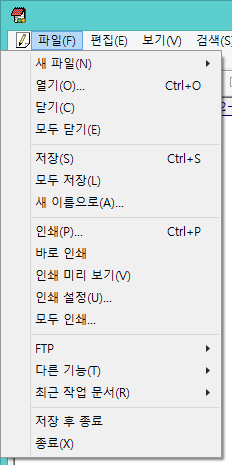 파일(F) 편집(E) 보기(V) 검색(S)
새 파일(N)
열기(O)... Ctrl+O
닫기(C)
모두 닫기(E)
저장(S) Ctrl+S
모두 저장(L)
새 이름으로(A)...
인쇄(P)... Ctrl+P
바로 인쇄
인쇄 미리 보기(V)
인쇄 설정(U)...
모두 인쇄...
FTP
다른 기능(T)
최근 작업 문서(R)
저장 후 종료
종료(X)